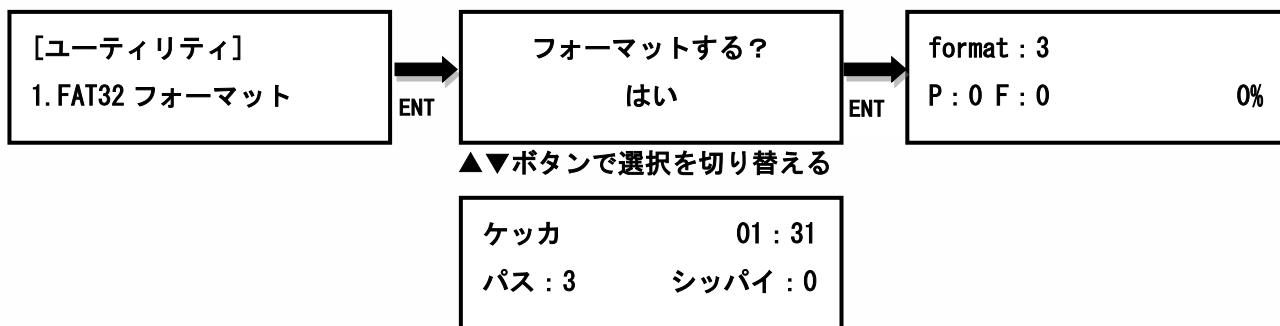 [ユーティリティ]
1.FAT32 フォーマット
ENT
フォーマットする？
はい
ENT
format：3
P：0 F：0 0%
▲▼ボタンで選択を切り替える
ケッカ 01：31
パス：3 シッパイ：0